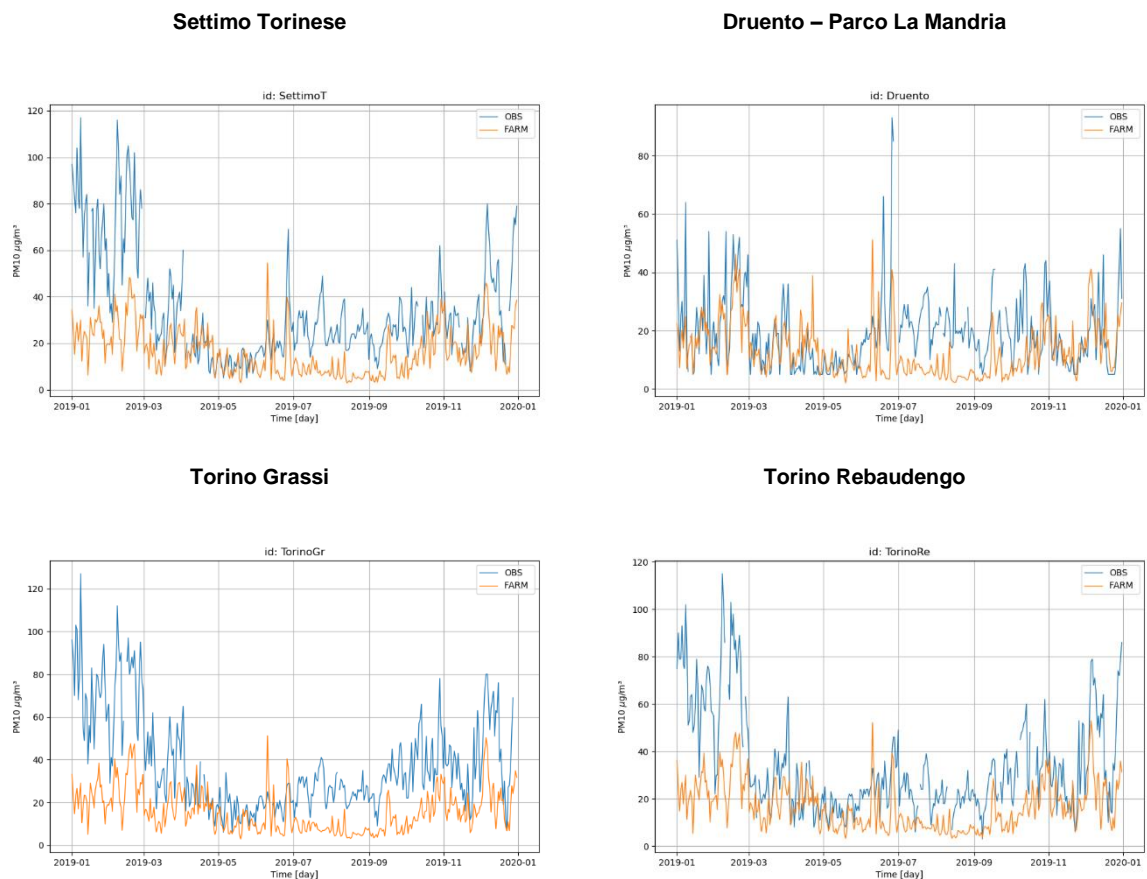 Settimo Torinese
Druento – Parco La Mandria
id: SettimoT
OBS
FARM
120
100
80
60
40
20
0
PM10 μg/m³
2019-01
2019-03
2019-05
2019-07
2019-09
2019-11
2020-01
Time [day]
id: Druento
OBS
FARM
80
60
40
20
0
PM10 μg/m³
2019-01
2019-03
2019-05
2019-07
2019-09
2019-11
2020-01
Time [day]
Torino Grassi
Torino Rebaudengo
id: TorinoGr
OBS
FARM
120
100
80
60
40
20
0
PM10 μg/m³
2019-01
2019-03
2019-05
2019-07
2019-09
2019-11
2020-01
Time [day]
id: TorinoRe
OBS
FARM
120
100
80
60
40
20
0
PM10 μg/m³
2019-01
2019-03
2019-05
2019-07
2019-09
2019-11
2020-01
Time [day]